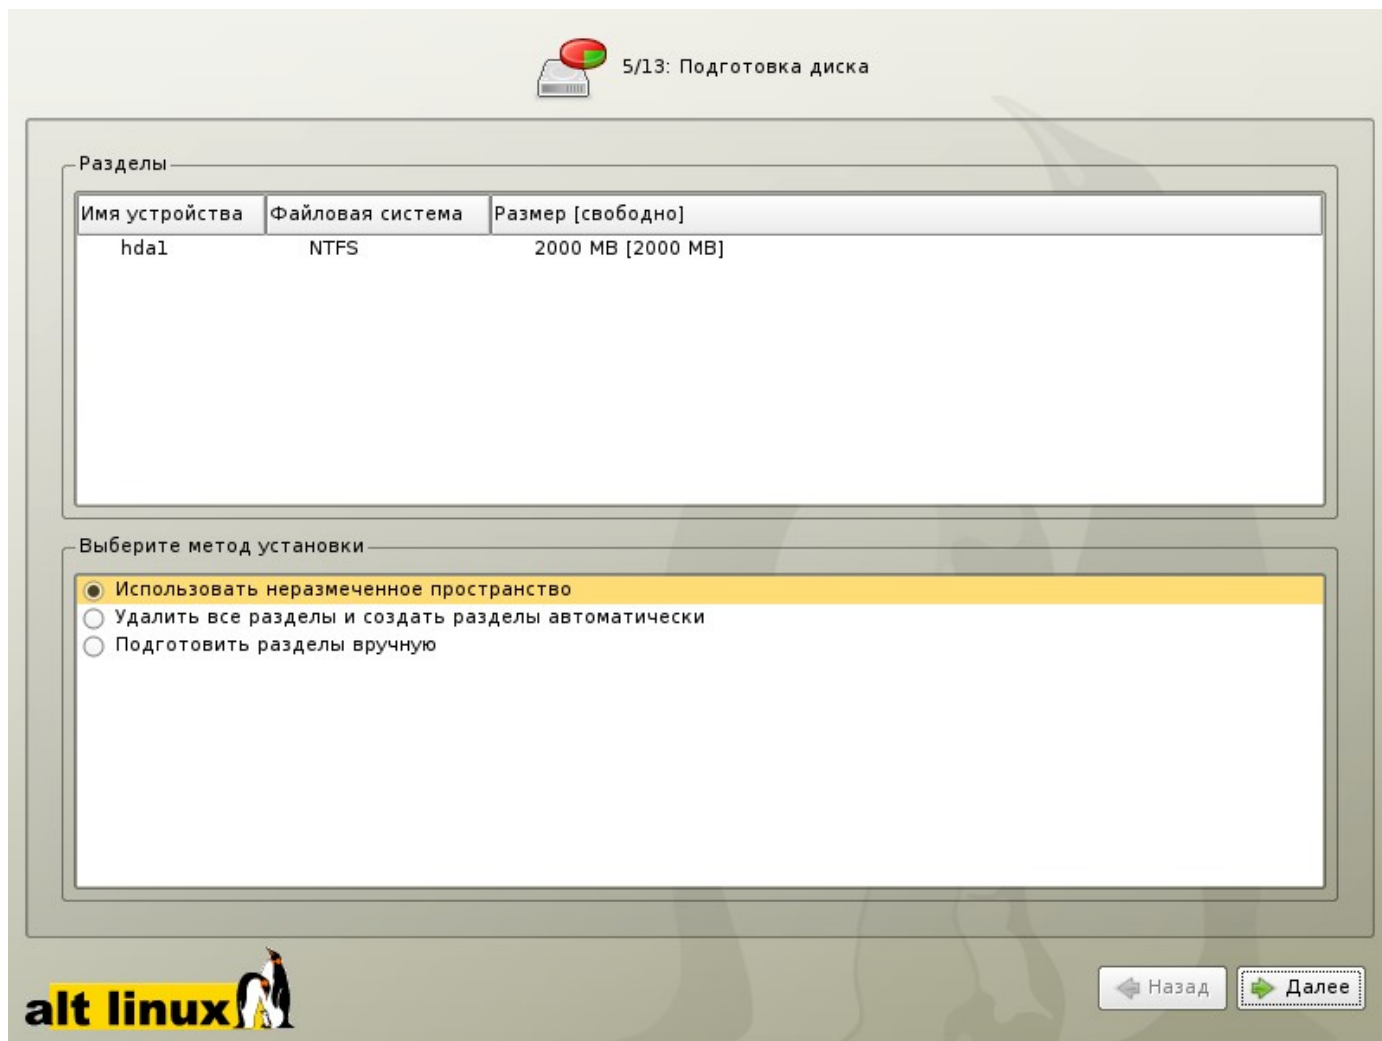 5/13: Подготовка диска
Разделы
Имя устройства Файловая система Размер [свободно]
hda1 NTFS 2000 MB [2000 MB]
Выберите метод установки
Использовать неразмеченное пространство
Удалить все разделы и создать разделы автоматически
Подготовить разделы вручную
alt linux
Назад Далее